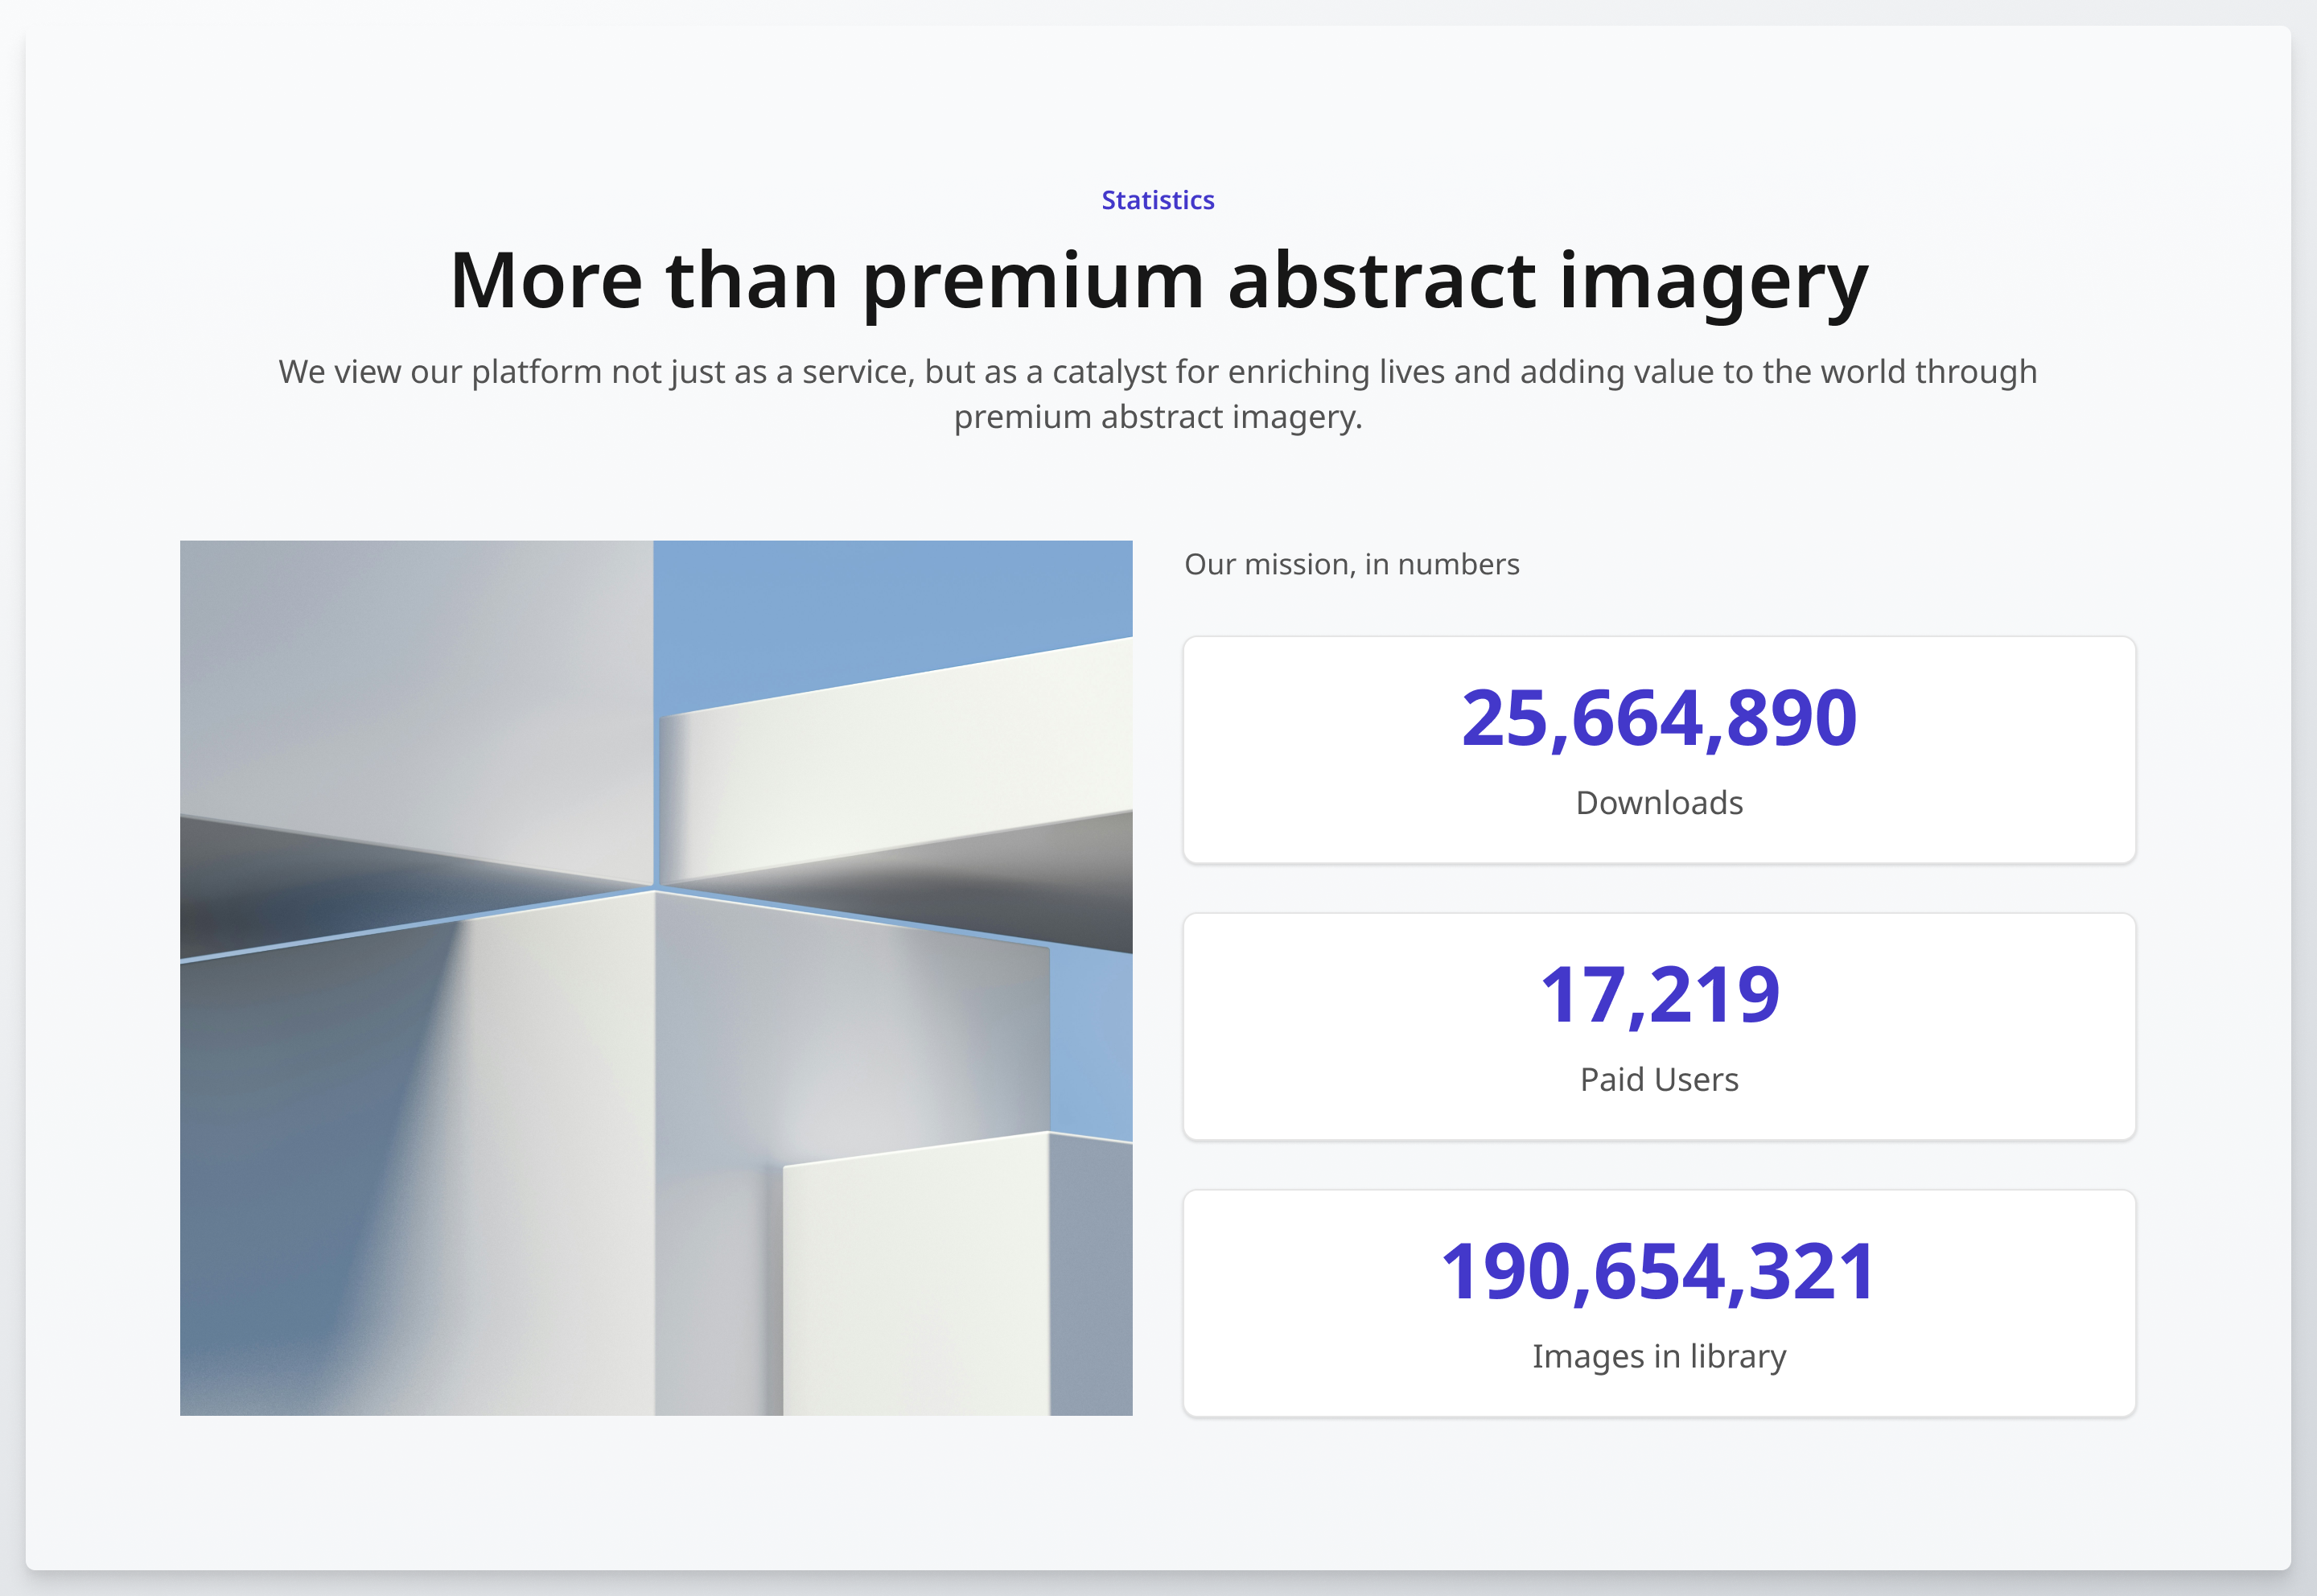 Statistics
More than premium abstract imagery
We view our platform not just as a service, but as a catalyst for enriching lives and adding value to the world through
premium abstract imagery.
Our mission, in numbers
25,664,890
Downloads
17,219
Paid Users
190,654,321
Images in library